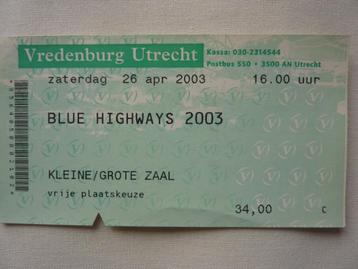 Vredenburg Utrecht
Kassa: 030-2314544
Postbus 550 • 3500 AN Utrecht
zaterdag 26 apr 2003 16.00 uur
BLUE HIGHWAYS 2003
KLEINE/GROTE ZAAL
vrije plaatskeuze
34,00 C